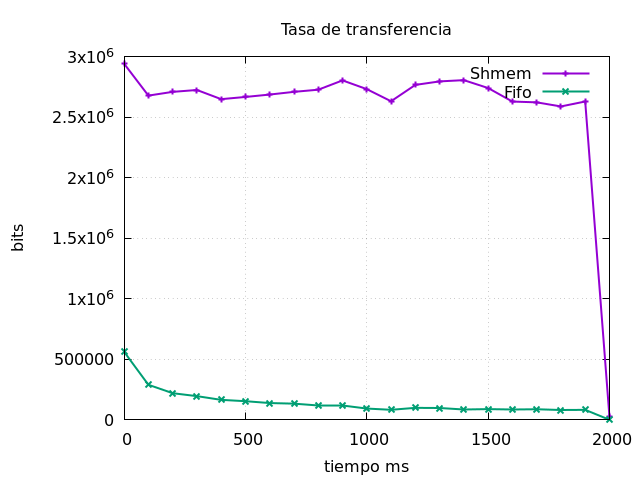 Tasa de transferencia
3x10⁶
2.5x10⁶
2x10⁶
1.5x10⁶
1x10⁶
500000
0
bits
Shmem
Fifo
0 500 1000 1500 2000
tiempo ms